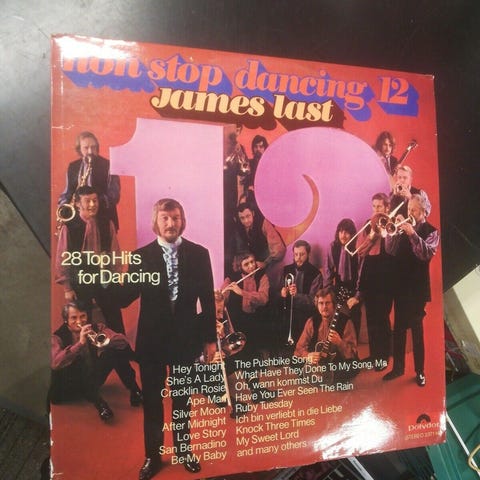 non stop dancing 12
James last
12
28 Top Hits
for Dancing
Hey Tonight
She's A Lady
Cracklin Rosie
Ape Man
Silver Moon
After Midnight
Love Story
San Bernadino
Be My Baby
The Pushbike Song
What Have They Done To My Song, Ma
Oh, wann kommst Du
Have You Ever Seen The Rain
Ruby Tuesday
Ich bin verliebt in die Liebe
Knock Three Times
My Sweet Lord
and many others
Polydor
STEREO